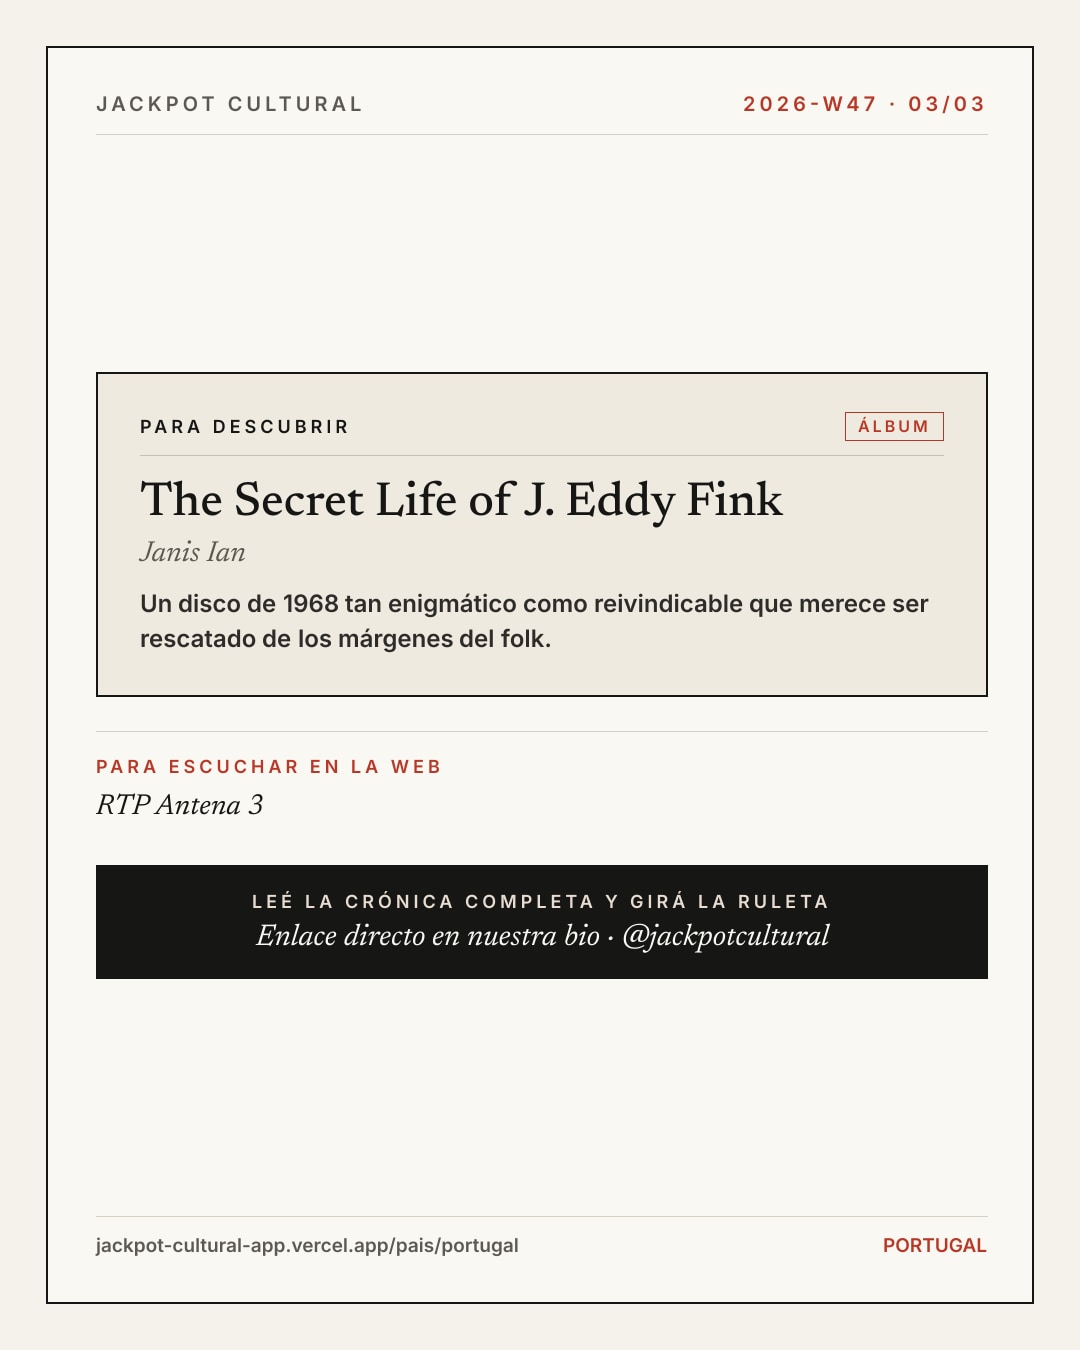 JACKPOT CULTURAL
2026-W47 · 03/03
PARA DESCUBRIR
ÁLBUM
The Secret Life of J. Eddy Fink
Janis Ian
Un disco de 1968 tan enigmático como reivindicable que merece ser
rescatado de los márgenes del folk.
PARA ESCUCHAR EN LA WEB
RTP Antena 3
LEÉ LA CRÓNICA COMPLETA Y GIRÁ LA RULETA
Enlace directo en nuestra bio · @jackpotcultural
jackpot-cultural-app.vercel.app/pais/portugal
PORTUGAL